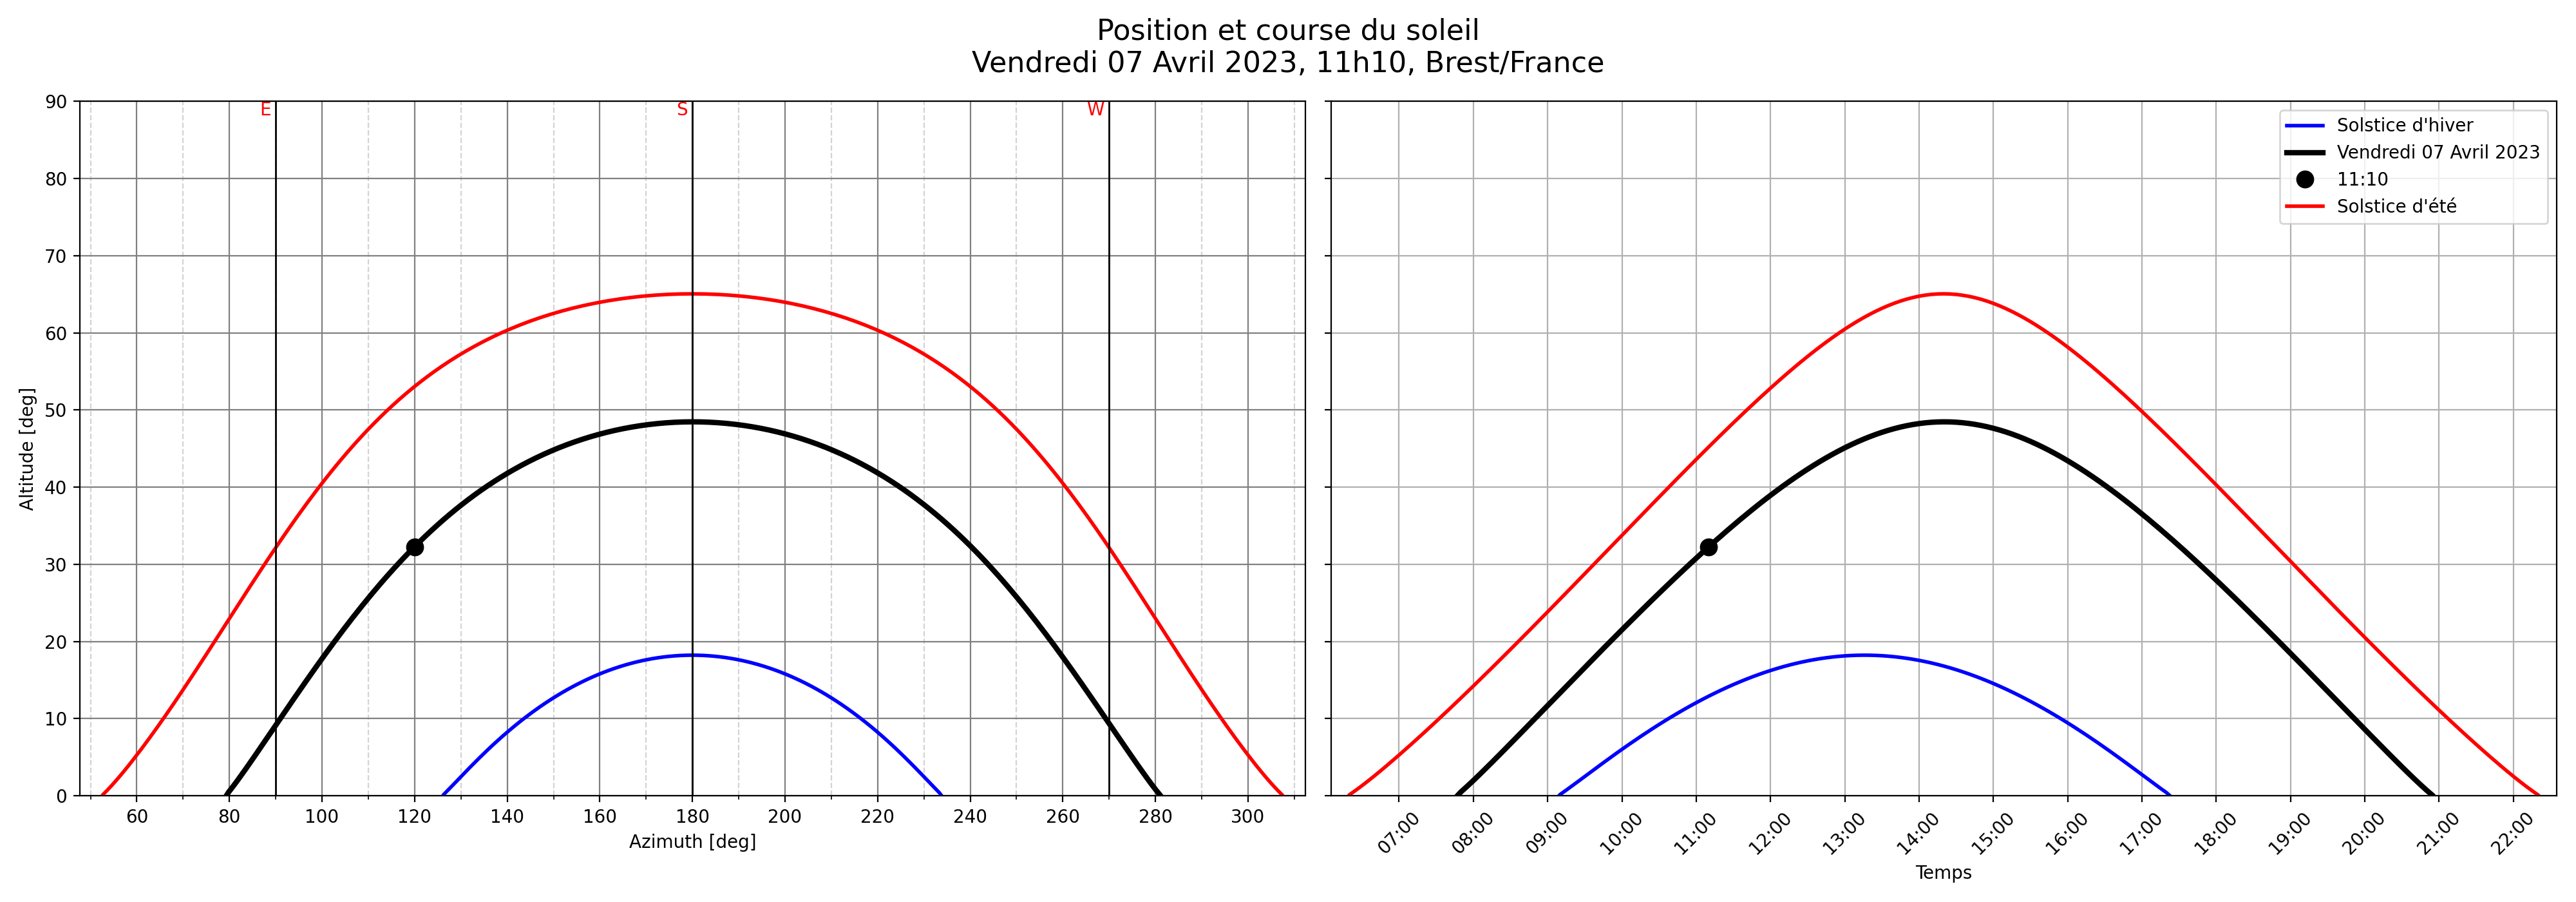 Position et course du soleil
Vendredi 07 Avril 2023, 11h10, Brest/France
E
S
W
90
80
70
60
50
40
30
20
10
0
Altitude [deg]
60 80 100 120 140 160 180 200 220 240 260 280 300
Azimuth [deg]
Solstice d'hiver
Vendredi 07 Avril 2023
11:10
Solstice d'été
07:00 08:00 09:00 10:00 11:00 12:00 13:00 14:00 15:00 16:00 17:00 18:00 19:00 20:00 21:00 22:00
Temps